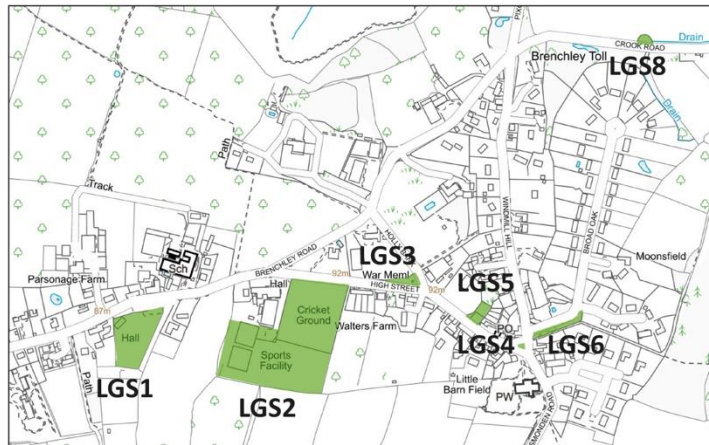 PIX
CROOK ROAD
Drain
Brenchley Toll
LGS8
Drain
Path
Track
WINDMILL HILL
BROAD OAK
Sch
BRENCHLEY ROAD
LGS3
Moonsfield
Parsonage Farm
92m
War Meml
Hall
HIGH STREET
92m
LGS5
87m
Cricket
Ground
Walters Farm
Hall
PO
Sports
Facility
LGS4
LGS6
Path
Little
Barn Field
LGS1
LGS2
PW